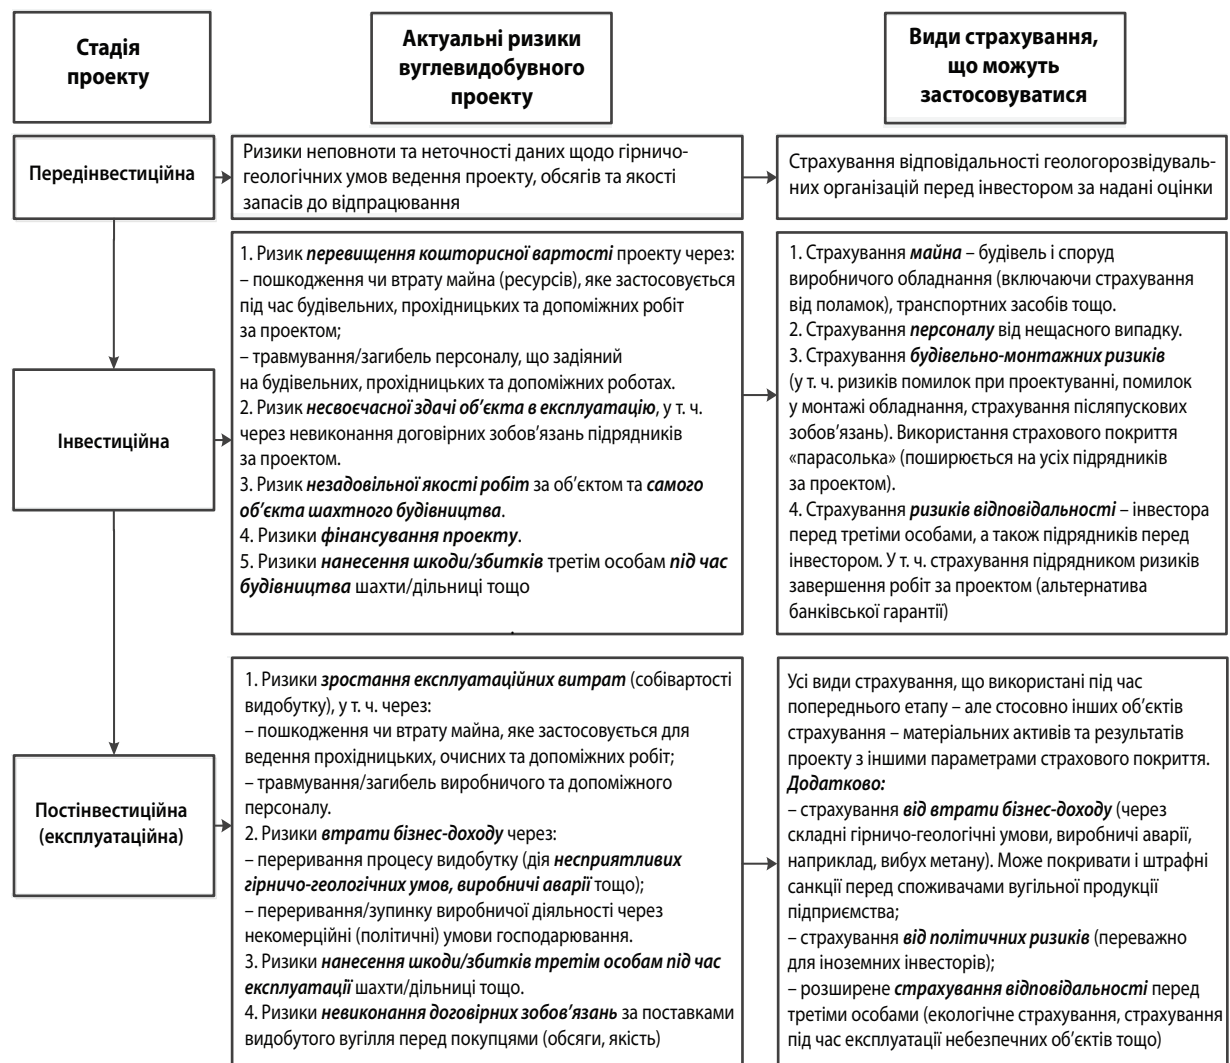 Стадія
проекту
Актуальні ризики
вуглевидобувного
проекту
Види страхування,
що можуть
застосовуватися
Передінвестиційна
Ризики неповноти та неточності даних щодо гірничо-
геологічних умов ведення проекту, обсягів та якості
запасів до відпрацювання
Страхування відповідальності геологорозвідуваль-
них організацій перед інвестором за надані оцінки
Інвестиційна
1. Ризик перевищення кошторисної вартості проекту через:
– пошкодження чи втрату майна (ресурсів), яке застосовується
під час будівельних, прохідницьких та допоміжних робіт
за проектом;
– травмування/загибель персоналу, що задіяний
на будівельних, прохідницьких та допоміжних роботах.
2. Ризик несвоєчасної здачі об’єкта в експлуатацію, у т. ч.
через невиконання договірних зобов’язань підрядників
за проектом.
3. Ризик незадовільної якості робіт за об’єктом та самого
об’єкта шахтного будівництва.
4. Ризики фінансування проекту.
5. Ризики нанесення шкоди/збитків третім особам під час
будівництва шахти/дільниці тощо
1. Страхування майна – будівель і споруд
виробничого обладнання (включаючи страхування
від поламок), транспортних засобів тощо.
2. Страхування персоналу від нещасного випадку.
3. Страхування будівельно-монтажних ризиків
(у т. ч. ризиків помилок при проектуванні, помилок
у монтажі обладнання, страхування післяпускових
зобов’язань). Використання страхового покриття
«парасолька» (поширюється на усіх підрядників
за проектом).
4. Страхування ризиків відповідальності – інвестора
перед третіми особами, а також підрядників перед
інвестором. У т. ч. страхування підрядником ризиків
завершення робіт за проектом (альтернатива
банківської гарантії)
Постінвестиційна
(експлуатаційна)
1. Ризики зростання експлуатаційних витрат (собівартості
видобутку), у т. ч. через:
– пошкодження чи втрату майна, яке застосовується для
ведення прохідницьких, очисних та допоміжних робіт;
– травмування/загибель виробничого та допоміжного
персоналу.
2. Ризики втрати бізнес-доходу через:
– переривання процесу видобутку (дія несприятливих
гірничо-геологічних умов, виробничі аварії тощо);
– переривання/зупинку виробничої діяльності через
некомерційні (політичні) умови господарювання.
3. Ризики нанесення шкоди/збитків третім особам під час
експлуатації шахти/дільниці тощо.
4. Ризики невиконання договірних зобов’язань за поставками
видобутого вугілля перед покупцями (обсяги, якість)
Усі види страхування, що використані під час
попереднього етапу – але стосовно інших об’єктів
страхування – матеріальних активів та результатів
проекту з іншими параметрами страхового покриття.
Додатково:
– страхування від втрати бізнес-доходу (через
складні гірничо-геологічні умови, виробничі аварії,
наприклад, вибух метану). Може покривати і штрафні
санкції перед споживачами вугільної продукції
підприємства;
– страхування від політичних ризиків (переважно
для іноземних інвесторів);
– розширене страхування відповідальності перед
третіми особами (екологічне страхування, страхування
під час експлуатації небезпечних об’єктів тощо)